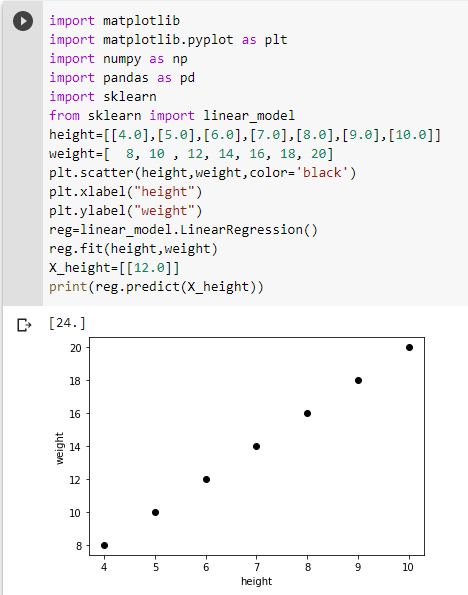 import matplotlib
import matplotlib.pyplot as plt
import numpy as np
import pandas as pd
import sklearn
from sklearn import linear_model
height=[[4.0],[5.0],[6.0],[7.0],[8.0],[9.0],[10.0]]
weight=[  8, 10 , 12, 14, 16, 18, 20]
plt.scatter(height,weight,color='black')
plt.xlabel("height")
plt.ylabel("weight")
reg=linear_model.LinearRegression()
reg.fit(height,weight)
X_height=[[12.0]]
print(reg.predict(X_height))
[24.]
20
18
16
14
12
10
8
weight
4 5 6 7 8 9 10
height